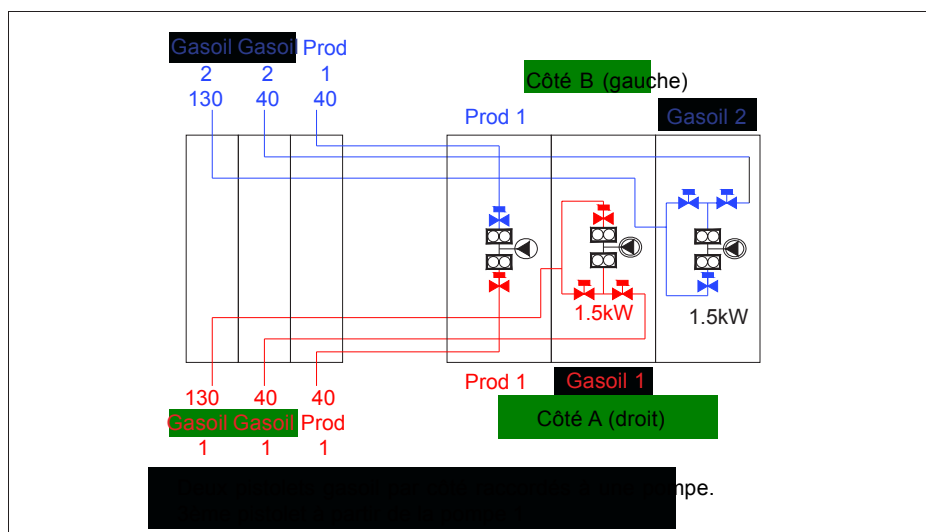 Gasoil Gasoil Prod
2 2 1
130 40 40
Côté B (gauche)
Prod 1
Gasoil 2
1.5kW
1.5kW
Prod 1
Gasoil 1
130 40 40
Gasoil Gasoil Prod
1 1 1
Côté A (droit)